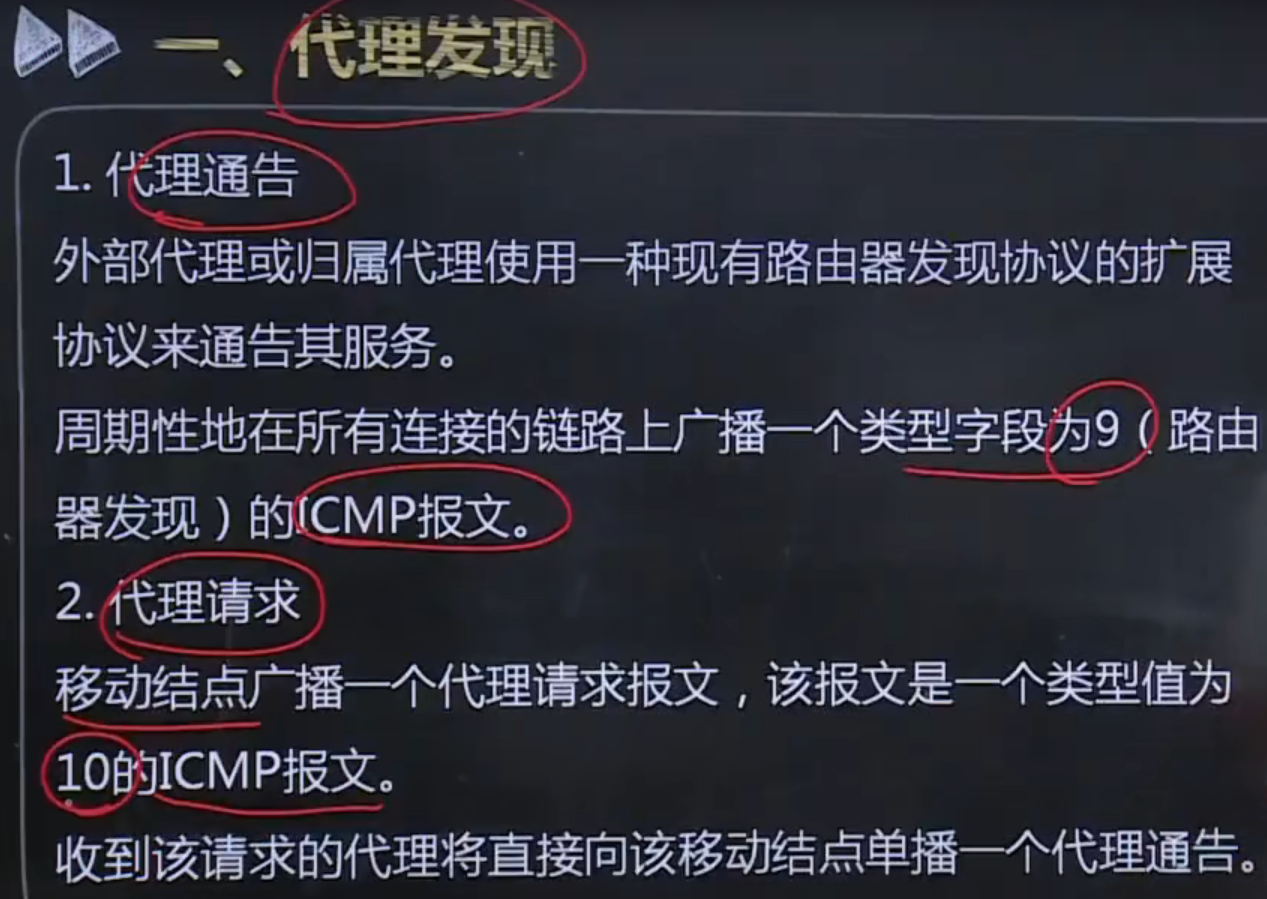 一、代理发现
1. 代理通告
外部代理或归属代理使用一种现有路由器发现协议的扩展
协议来通告其服务。
周期性地在所有连接的链路上广播一个类型字段为9（路由
器发现）的ICMP报文。
2. 代理请求
移动结点广播一个代理请求报文，该报文是一个类型值为
10的ICMP报文。
收到该请求的代理将直接向该移动结点单播一个代理通告。